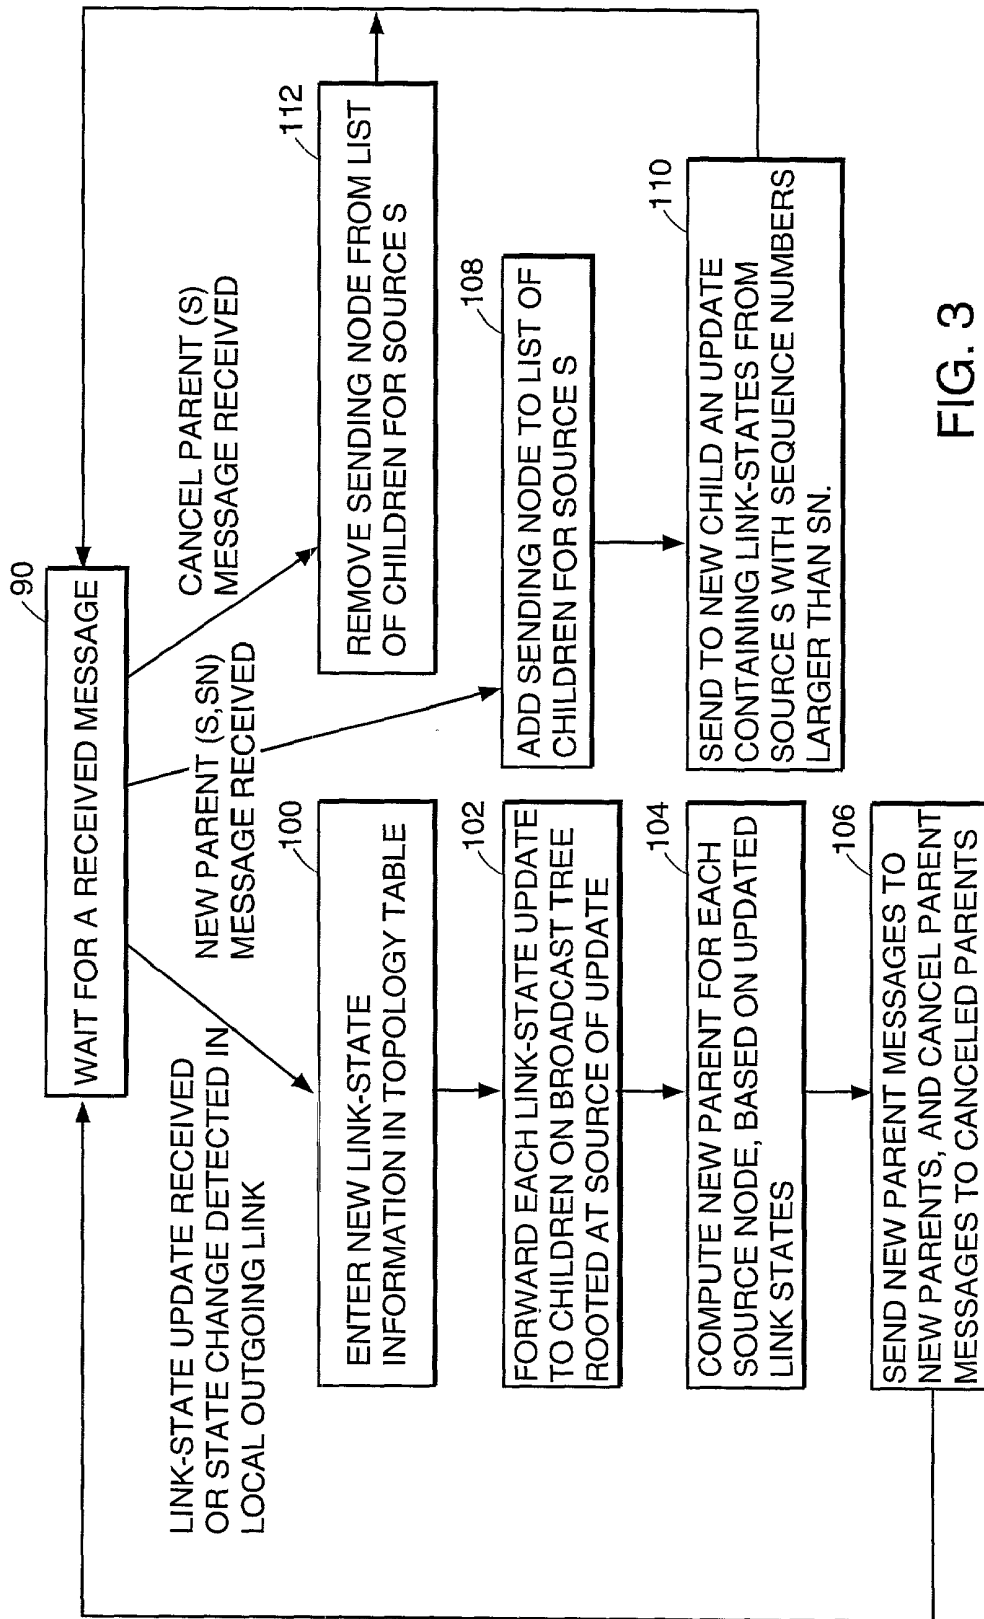 90
WAIT FOR A RECEIVED MESSAGE
LINK-STATE UPDATE RECEIVED
OR STATE CHANGE DETECTED IN
LOCAL OUTGOING LINK
NEW PARENT (S,SN)
MESSAGE RECEIVED
CANCEL PARENT (S)
MESSAGE RECEIVED
100
ENTER NEW LINK-STATE
INFORMATION IN TOPOLOGY TABLE
102
FORWARD EACH LINK-STATE UPDATE
TO CHILDREN ON BROADCAST TREE
ROOTED AT SOURCE OF UPDATE
104
COMPUTE NEW PARENT FOR EACH
SOURCE NODE, BASED ON UPDATED
LINK STATES
106
SEND NEW PARENT MESSAGES TO
NEW PARENTS, AND CANCEL PARENT
MESSAGES TO CANCELED PARENTS
108
ADD SENDING NODE TO LIST OF
CHILDREN FOR SOURCE S
110
SEND TO NEW CHILD AN UPDATE
CONTAINING LINK-STATES FROM
SOURCE S WITH SEQUENCE NUMBERS
LARGER THAN SN.
112
REMOVE SENDING NODE FROM LIST
OF CHILDREN FOR SOURCE S
FIG. 3